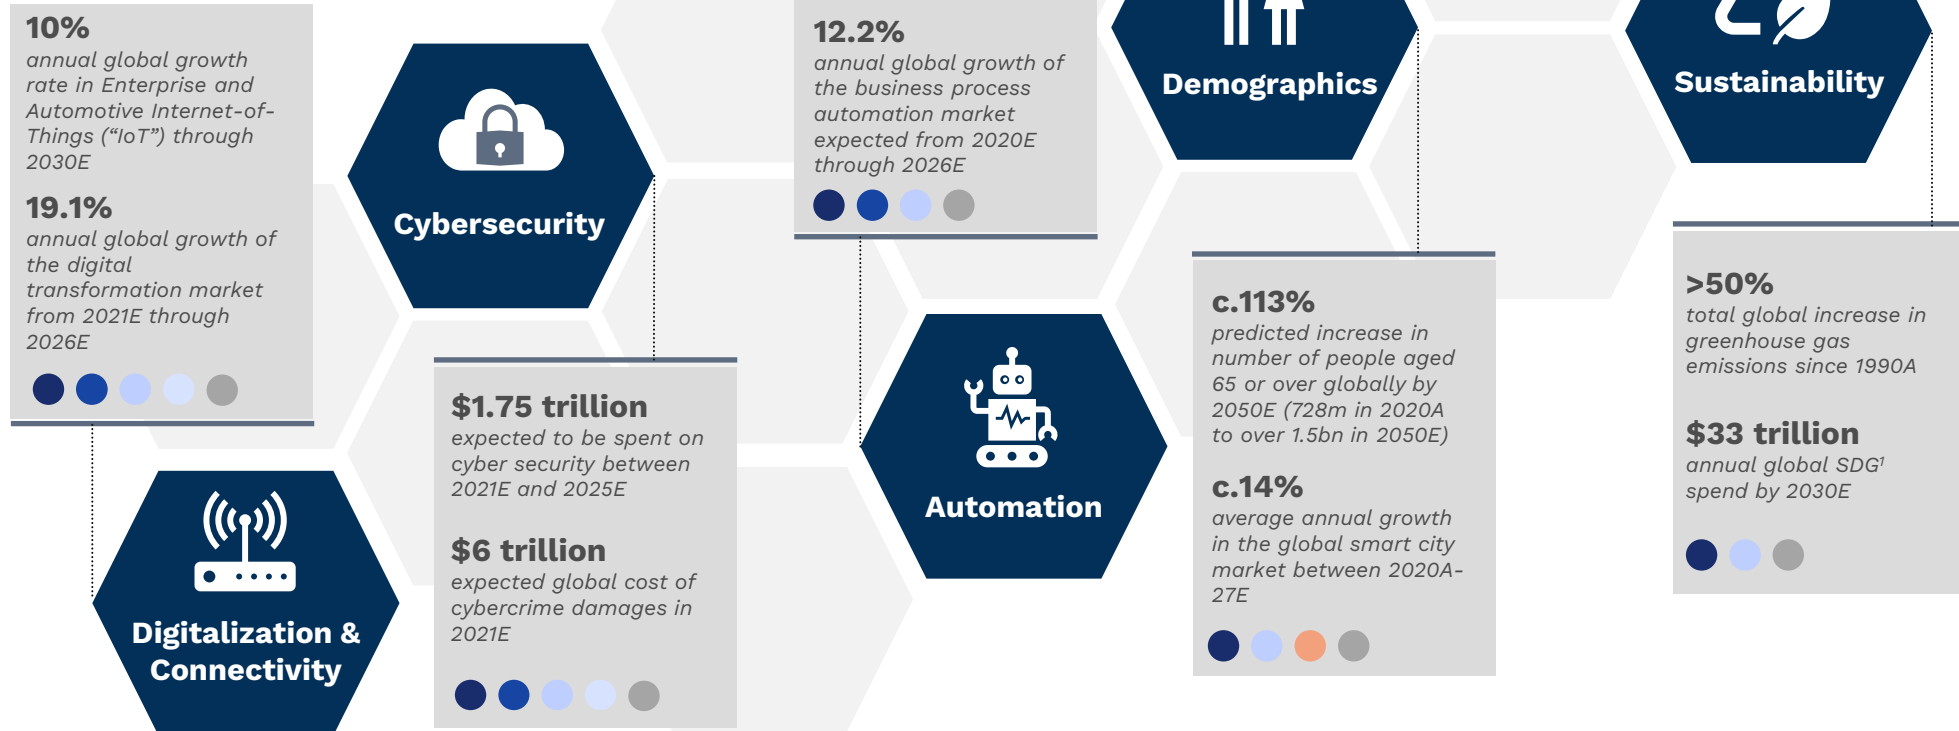 10%
annual global growth
rate in Enterprise and
Automotive Internet-of-
Things (“IoT”) through
2030E
19.1%
annual global growth of
the digital
transformation market
from 2021E through
2026E
Digitalization &
Connectivity
Cybersecurity
$1.75 trillion
expected to be spent on
cyber security between
2021E and 2025E
$6 trillion
expected global cost of
cybercrime damages in
2021E
12.2%
annual global growth of
the business process
automation market
expected from 2020E
through 2026E
Automation
Demographics
c.113%
predicted increase in
number of people aged
65 or over globally by
2050E (728m in 2020A
to over 1.5bn in 2050E)
c.14%
average annual growth
in the global smart city
market between 2020A-
27E
Sustainability
>50%
total global increase in
greenhouse gas
emissions since 1990A
$33 trillion
annual global SDG¹
spend by 2030E